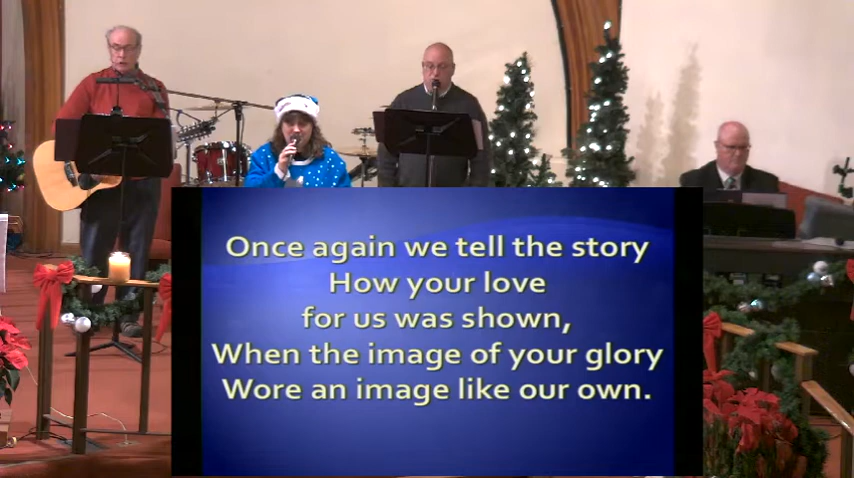 Once again we tell the story
How your love
for us was shown,
When the image of your glory
Wore an image like our own.